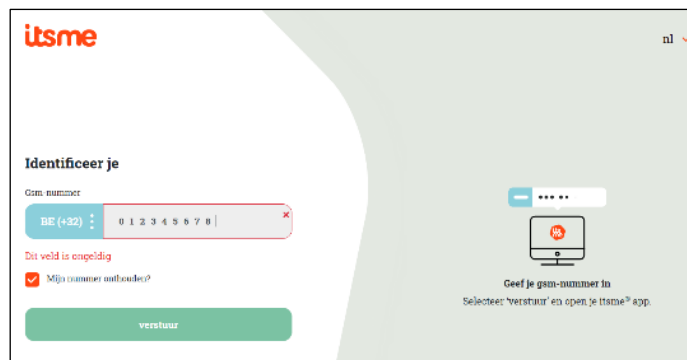 itsme
nl
Identificeer je
Gsm-nummer
BE (+32)
0 1 2 3 4 5 6 7 8
Dit veld is ongeldig
Mijn nummer onthouden?
verstuur
Geef je gsm-nummer in
Selecteer 'verstuur' en open je itsme® app.